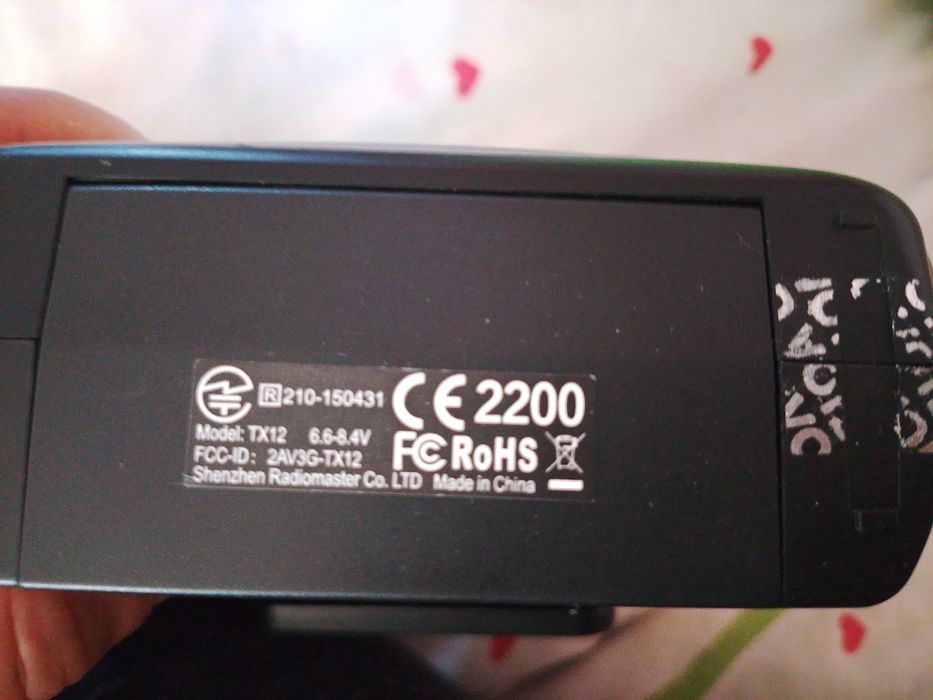 R 210-150431 CE 2200
Model: TX12 6.6-8.4V
FCC-ID: 2AV3G-TX12 FC RoHS
Shenzhen Radiomaster Co. LTD Made in China